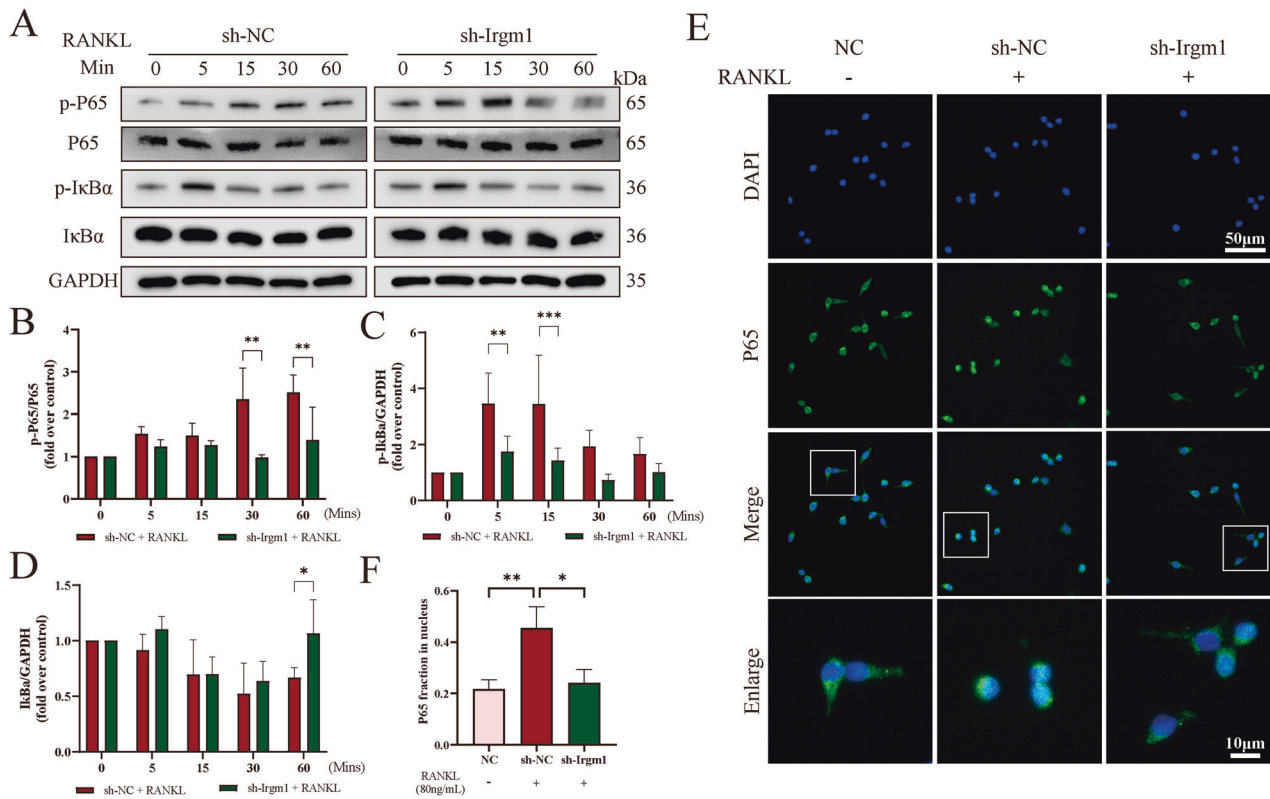 A
RANKL
sh-NC
sh-Irgm1
Min
0 5 15 30 60
0 5 15 30 60
kDa
p-P65
65
P65
65
p-IκBα
36
IκBα
36
GAPDH
35
B
p-P65/P65
(fold over control)
4
3
2
1
0
**
**
0 5 15 30 60 (Mins)
sh-NC + RANKL
sh-Irgm1 + RANKL
C
p-IkBa/GAPDH
(fold over control)
8
6
4
2
0
**
***
0 5 15 30 60 (Mins)
sh-NC + RANKL
sh-Irgm1 + RANKL
D
IkBa/GAPDH
(fold over control)
1.5
1.0
0.5
0.0
*
0 5 15 30 60 (Mins)
sh-NC + RANKL
sh-Irgm1 + RANKL
F
P65 fraction in nucleus
0.6
0.4
0.2
0.0
**
*
NC sh-NC sh-Irgm1
RANKL
(80ng/mL)
- + +
E
NC sh-NC sh-Irgm1
RANKL - + +
DAPI
50μm
P65
Merge
Enlarge
10μm